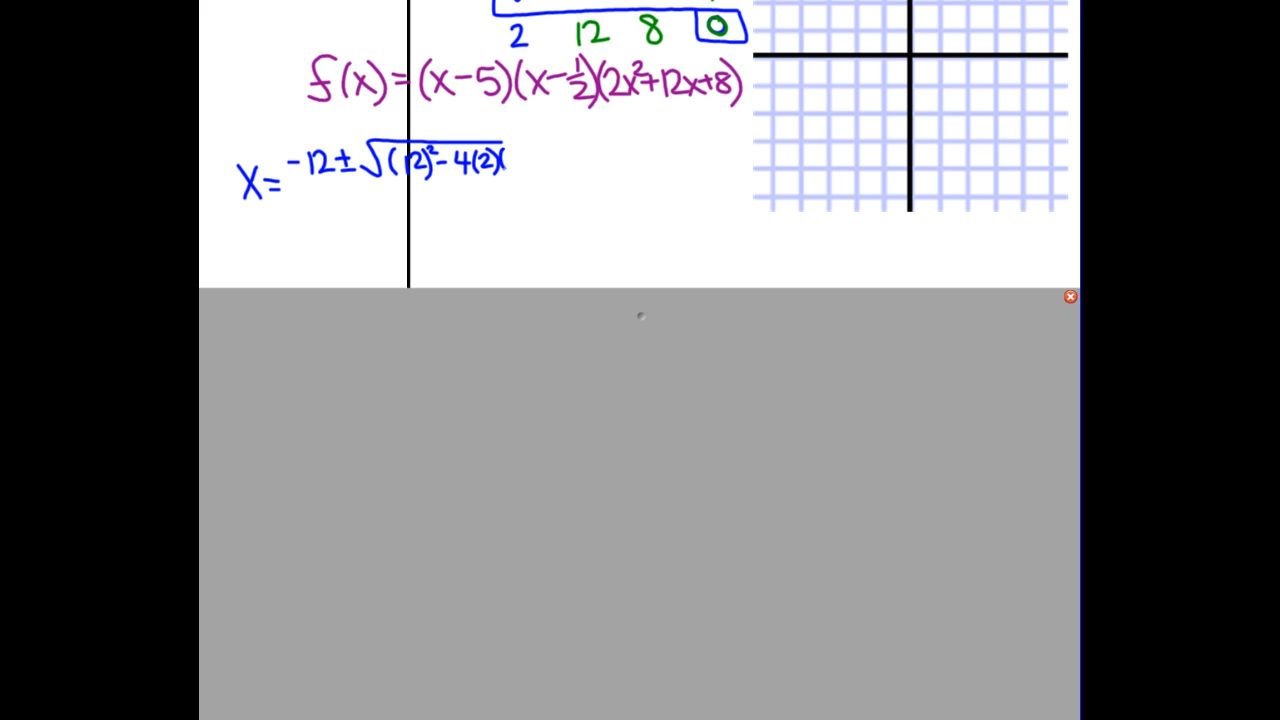 2 12 8 0
f(x) = (x-5)(x-1/2)(2x²+12x+8)
x = -12 ± √(12)² - 4(2)(